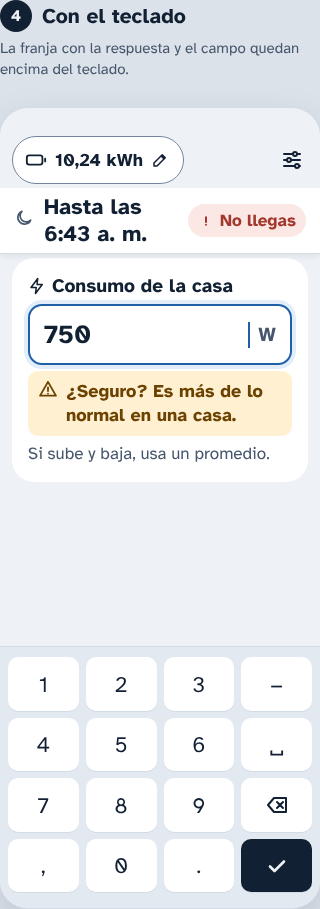 4 Con el teclado
La franja con la respuesta y el campo quedan
encima del teclado.
10,24 kWh
Hasta las
6:43 a. m.
! No llegas
Consumo de la casa
750 W
¿Seguro? Es más de lo
normal en una casa.
Si sube y baja, usa un promedio.
1 2 3 –
4 5 6 ␣
7 8 9
, 0 .